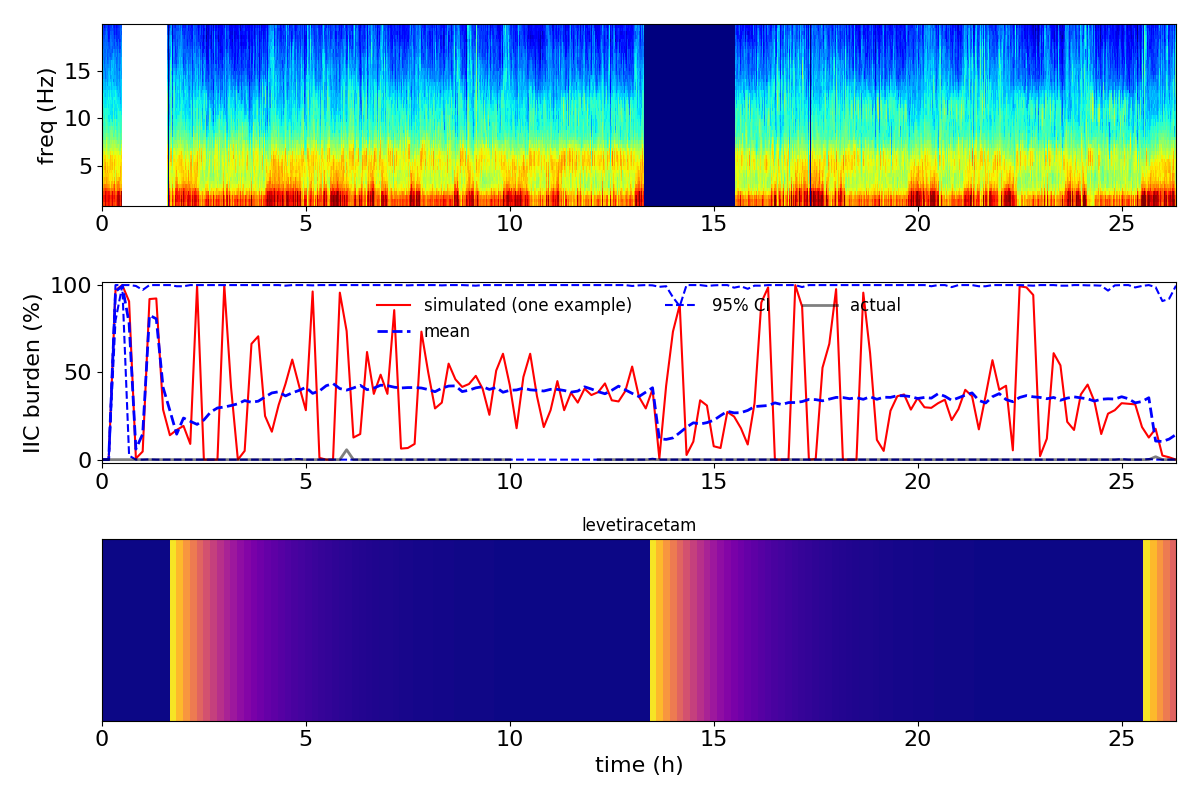 freq (Hz)
15
10
5
0 5 10 15 20 25
IIC burden (%)
100
50
0
simulated (one example) 95% CI actual
mean
0 5 10 15 20 25
levetiracetam
0 5 10 15 20 25
time (h)